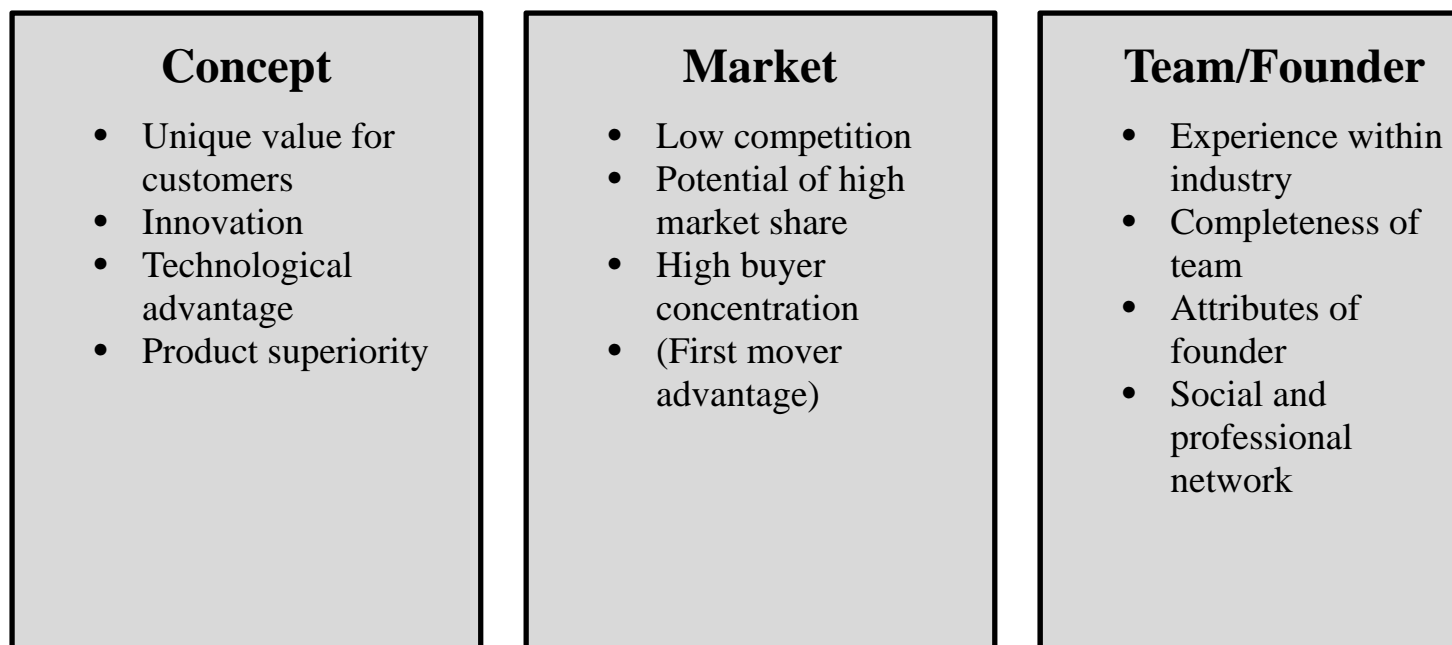 Concept
• Unique value for
customers
• Innovation
• Technological
advantage
• Product superiority
Market
• Low competition
• Potential of high
market share
• High buyer
concentration
• (First mover
advantage)
Team/Founder
• Experience within
industry
• Completeness of
team
• Attributes of
founder
• Social and
professional
network